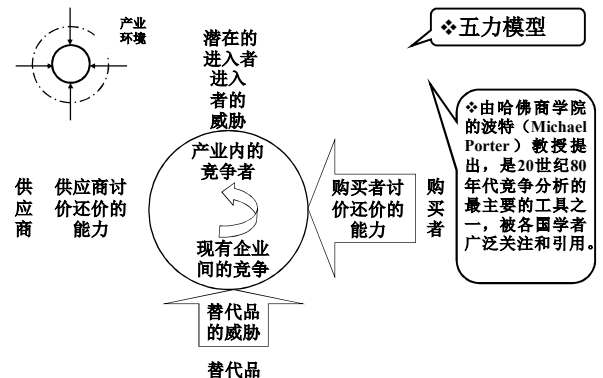 产业
环境
❖五力模型
潜在的
进入者
进入
者的
威胁
产业内的
竞争者
现有企业
间的竞争
供
应
商
供应商讨
价还价的
能力
购买者讨
价还价的
能力
购
买
者
替代品
的威胁
替代品
❖由哈佛商学院
的波特（Michael
Porter）教授提
出，是20世纪80
年代竞争分析的
最主要的工具之
一，被各国学者
广泛关注和引用。